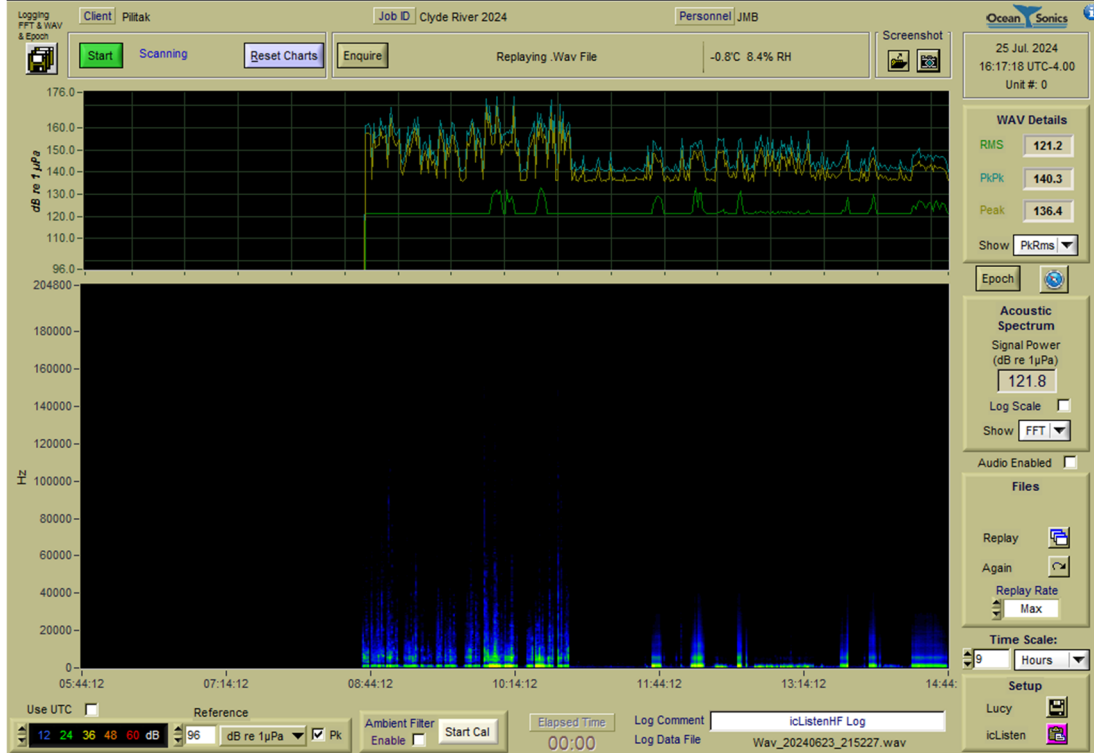 Logging
FFT & WAV
& Epoch
Client Pilitak
Job ID Clyde River 2024
Personnel JMB
Ocean Sonics
Start Scanning Reset Charts
Enquire Replaying .Wav File -0.8'C 8.4% RH
Screenshot
25 Jul. 2024
16:17:18 UTC-4.00
Unit #: 0
176.0
160.0
150.0
140.0
130.0
120.0
110.0
96.0
dB re 1 µPa
WAV Details
RMS 121.2
PkPk 140.3
Peak 136.4
Show PkRms
Epoch
204800
180000
160000
140000
120000
100000
80000
60000
40000
20000
0
Hz
05:44:12 07:14:12 08:44:12 10:14:12 11:44:12 13:14:12 14:44:
Acoustic
Spectrum
Signal Power
(dB re 1µPa)
121.8
Log Scale
Show FFT
Audio Enabled
Files
Replay
Again
Replay Rate
Max
Time Scale:
9 Hours
Setup
Lucy
icListen
Use UTC
Reference
12 24 36 48 60 dB 96 dB re 1µPa Pk
Ambient Filter
Enable
Start Cal
Elapsed Time
00:00
Log Comment icListenHF Log
Log Data File Wav_20240623_215227.wav